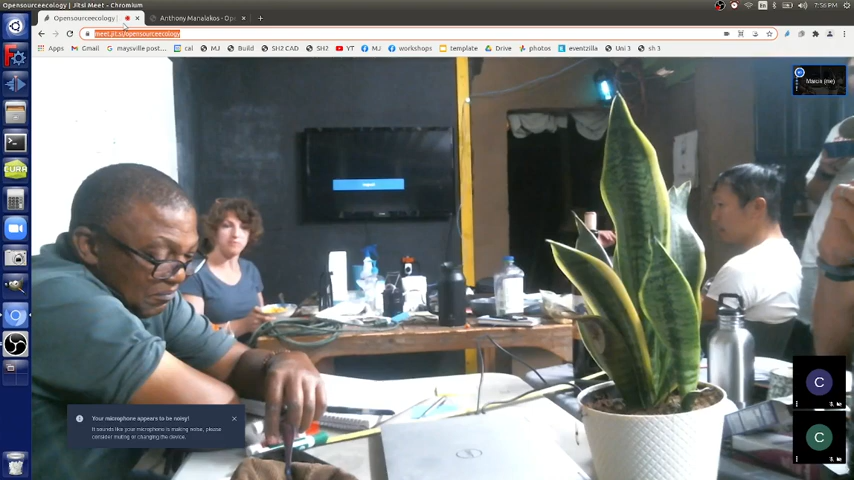 Opensourceecology | Jitsi Meet - Chromium
En
7:56 PM
Opensourceecology |
Anthony Manalakos - Op
meet.jit.si/opensourceecology
Apps
Gmail
maysville post...
MJ
Build
SH2 CAD
SH2
YT
MJ
workshops
template
Drive
photos
eventzilla
Uni 3
sh 3
Marcin (me)
CURA
C
C
Your microphone appears to be noisy!
It sounds like your microphone is making noise, please
consider muting or changing the device.